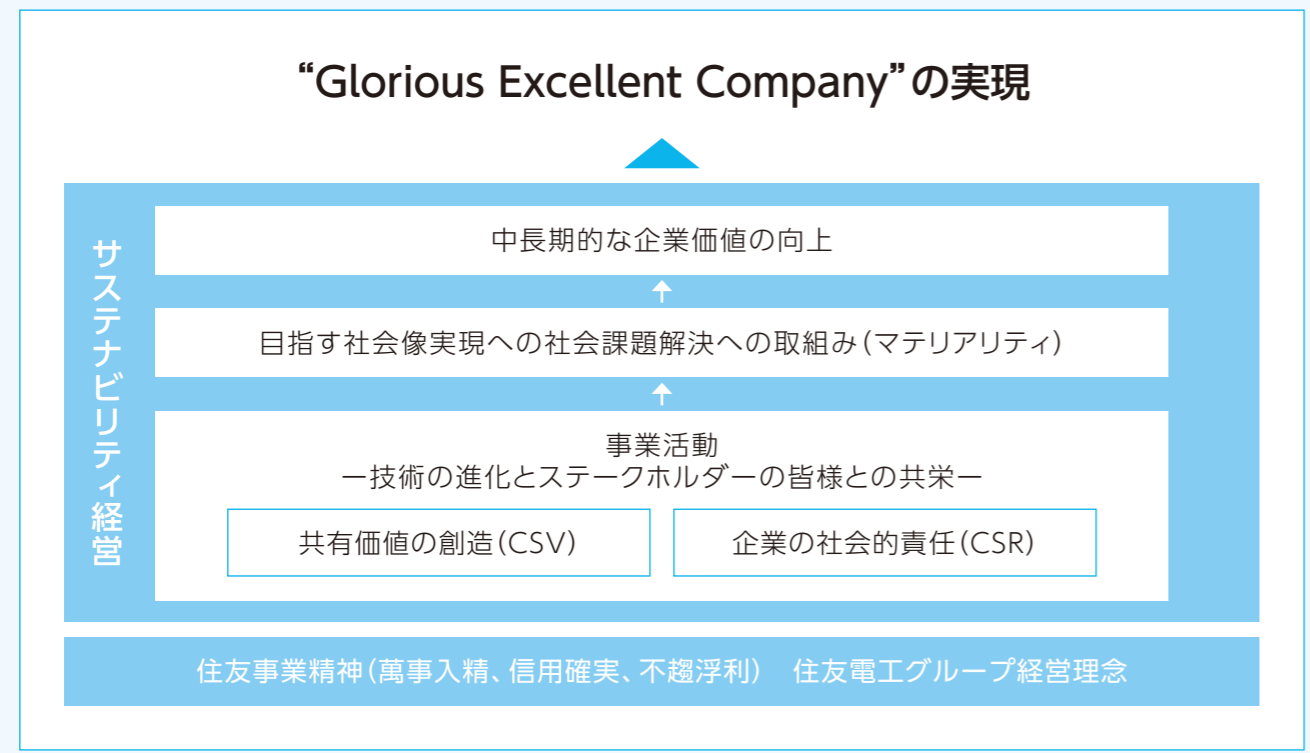 “Glorious Excellent Company”の実現
サステナビリティ経営
中長期的な企業価値の向上
目指す社会像実現への社会課題解決への取組み(マテリアリティ)
事業活動
ー技術の進化とステークホルダーの皆様との共栄ー
共有価値の創造(CSV)
企業の社会的責任(CSR)
住友事業精神(萬事入精、信用確実、不趨浮利) 住友電工グループ経営理念